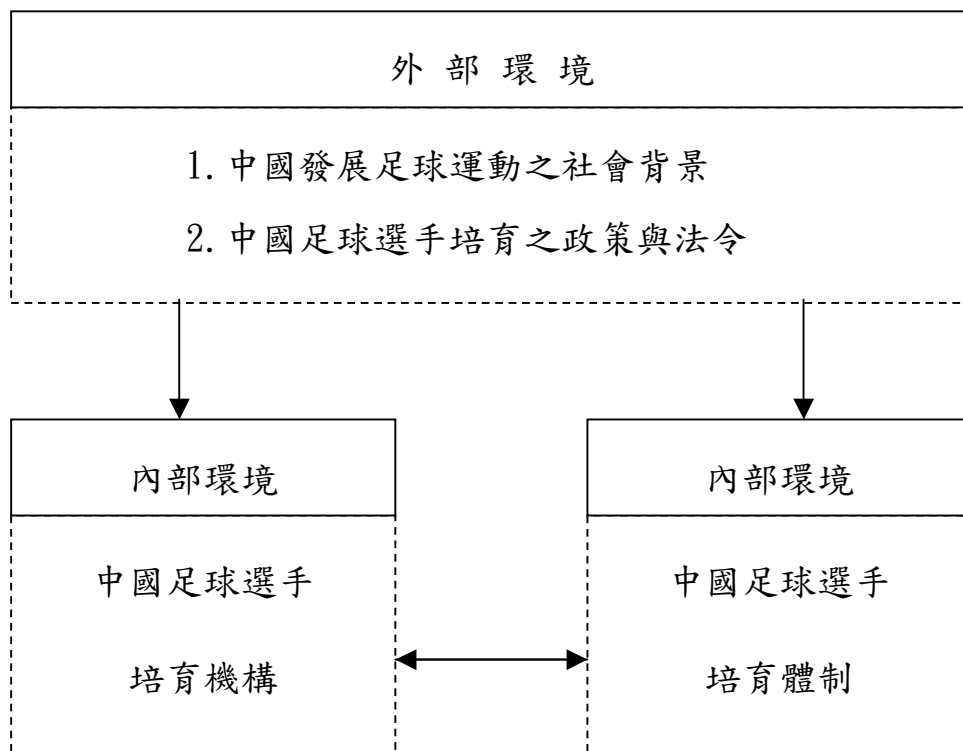 外部環境
1.中國發展足球運動之社會背景
2.中國足球選手培育之政策與法令
內部環境
中國足球選手
培育機構
內部環境
中國足球選手
培育體制